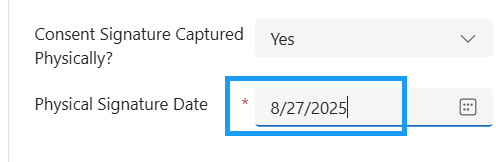 Consent Signature Captured Yes
Physically?
Physical Signature Date * 8/27/2025